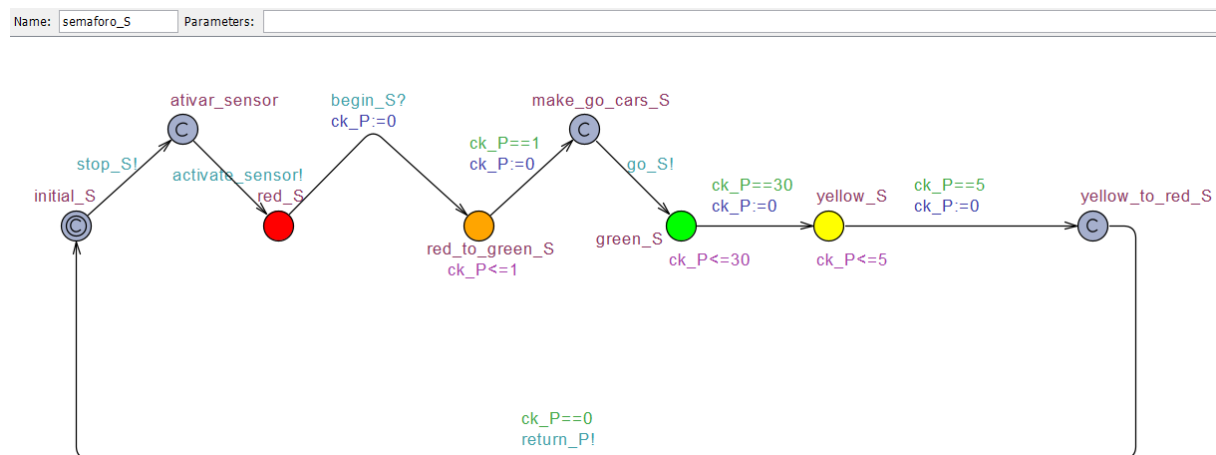 Name: semaforo_S Parameters:
ativar_sensor
begin_S?
ck_P:=0
make_go_cars_S
ck_P==1
ck_P:=0
stop_S!
activate_sensor!
go_S!
initial_S
red_S
ck_P==30
ck_P:=0
yellow_S
ck_P==5
ck_P:=0
yellow_to_red_S
C
C
C
C
red_to_green_S
ck_P<=1
green_S
ck_P<=30
ck_P<=5
ck_P==0
return_P!